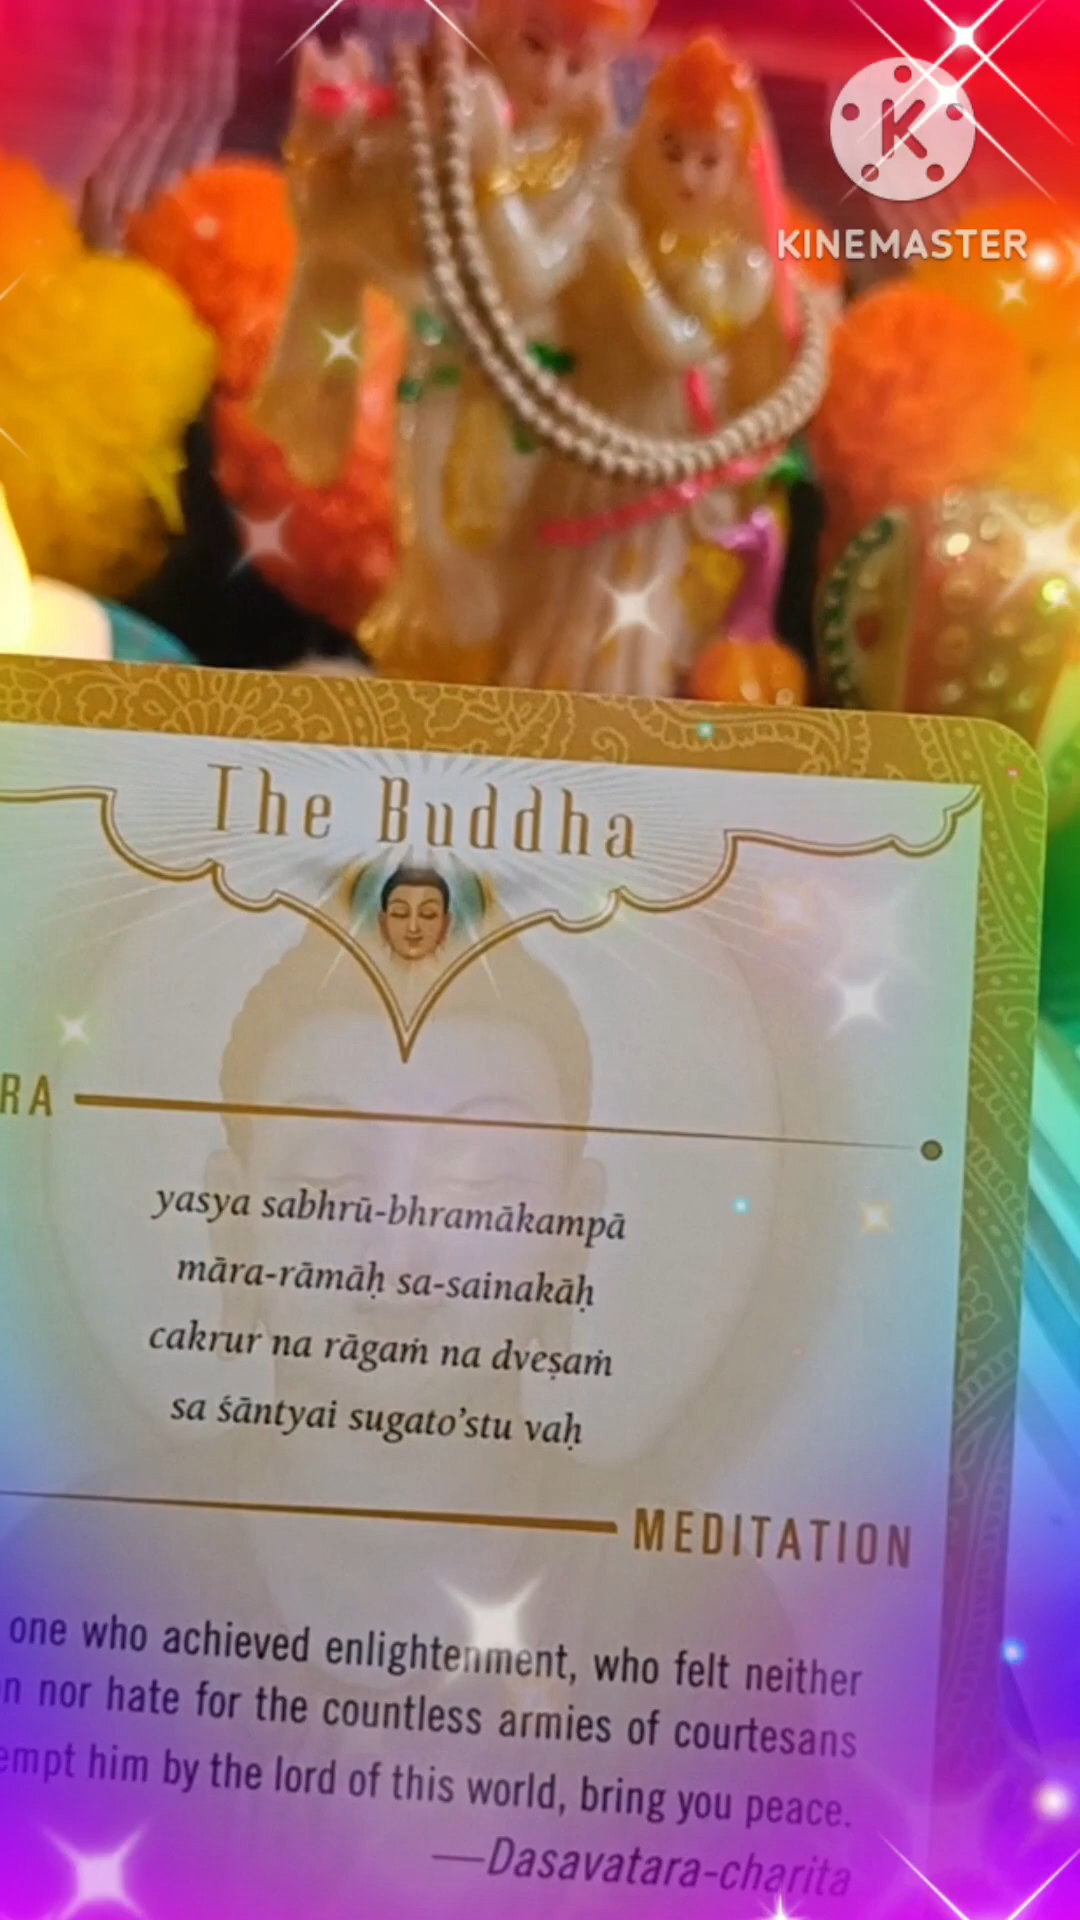 K
KINEMASTER
The Buddha
RA
yasya sabhrū-bhramākampā
māra-rāmāḥ sa-sainakāḥ
cakrur na rāgaṁ na dveṣaṁ
sa śāntyai sugato’stu vaḥ
MEDITATION
one who achieved enlightenment, who felt neither
n nor hate for the countless armies of courtesans
empt him by the lord of this world, bring you peace.
—Dasavatara-charita